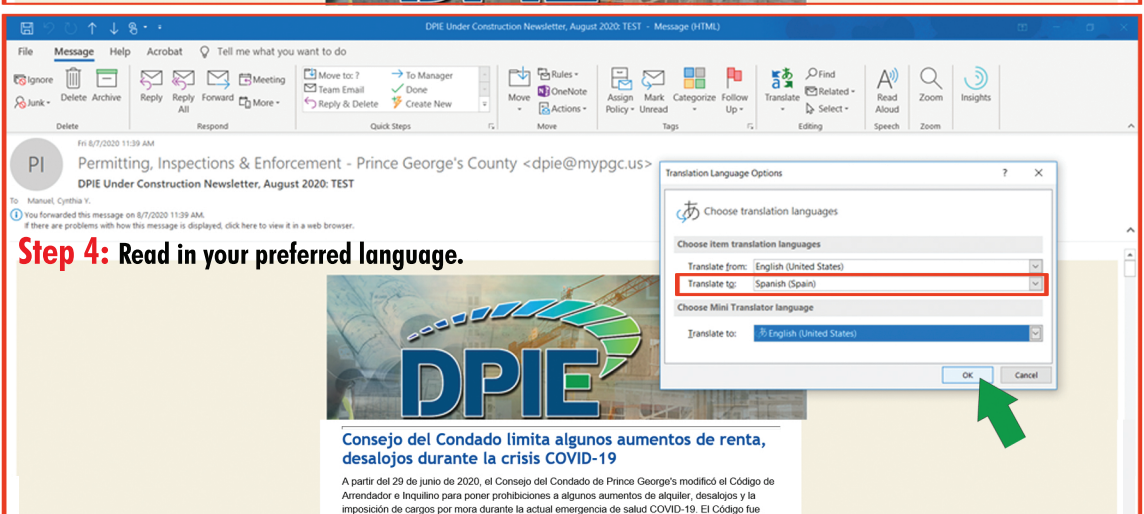 DPIE Under Construction Newsletter, August 2020: TEST - Message (HTML)
File Message Help Acrobat Tell me what you want to do
Ignore
Junk
Delete
Archive
Delete
Reply
Reply All
Forward
Meeting
More
Respond
Move to: ?
Team Email
Reply & Delete
To Manager
Done
Create New
Quick Steps
Move
Rules
OneNote
Actions
Move
Assign Policy
Mark Unread
Categorize
Follow Up
Tags
Translate
Find
Related
Select
Editing
Read Aloud
Speech
Zoom
Zoom
Insights
Fri 8/7/2020 11:39 AM
PI
Permitting, Inspections & Enforcement - Prince George's County <dpie@mypgc.us>
DPIE Under Construction Newsletter, August 2020: TEST
To Manuel, Cynthia Y.
You forwarded this message on 8/7/2020 11:39 AM.
If there are problems with how this message is displayed, click here to view it in a web browser.
Step 4: Read in your preferred language.
Translation Language Options
? X
Choose translation languages
Choose item translation languages
Translate from: English (United States)
Translate to: Spanish (Spain)
Choose Mini Translator language
Translate to: あ English (United States)
OK Cancel
DPIE
Consejo del Condado limita algunos aumentos de renta,
desalojos durante la crisis COVID-19
A partir del 29 de junio de 2020, el Consejo del Condado de Prince George's modificó el Código de
Arrendador e Inquilino para poner prohibiciones a algunos aumentos de alquiler, desalojos y la
imposición de cargos por mora durante la actual emergencia de salud COVID-19. El Código fue